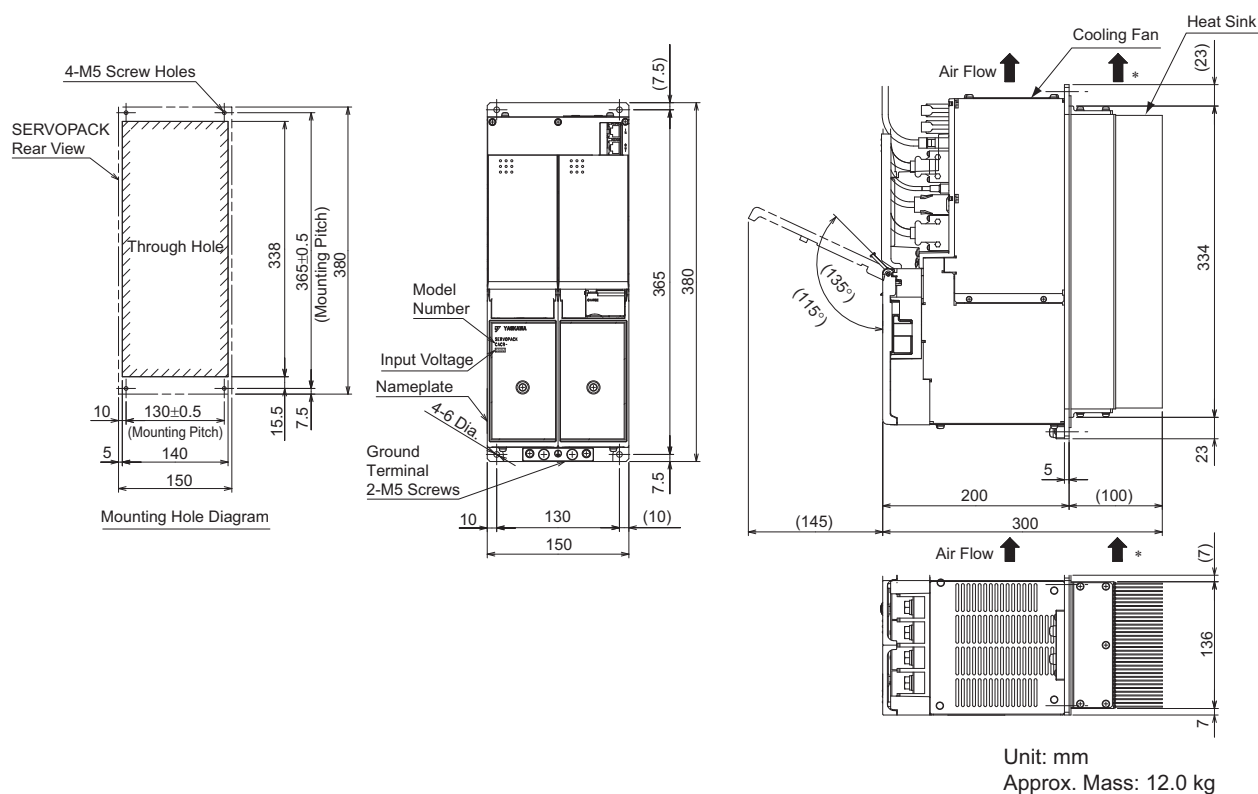 4-M5 Screw Holes
SERVOPACK
Rear View
Through Hole
338
365±0.5
(Mounting Pitch)
380
10
130±0.5
(Mounting Pitch)
15.5
7.5
5
140
150
Mounting Hole Diagram
(7.5)
Model
Number
Input Voltage
Nameplate
4-6 Dia.
Ground
Terminal
2-M5 Screws
YASKAWA
SERVOPACK
CACR-
365
380
7.5
10
130
(10)
150
Heat Sink
Cooling Fan
Air Flow
*
(23)
(135°)
(115°)
334
23
5
200
(100)
(145)
300
Air Flow
*
(7)
136
7
Unit: mm
Approx. Mass: 12.0 kg